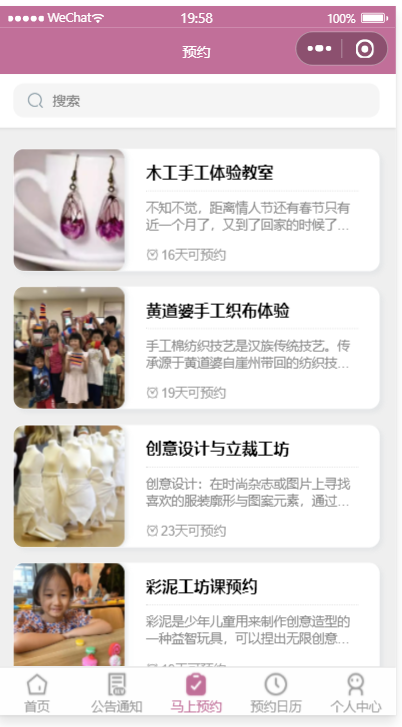 WeChat
19:58
100%
预约
搜索
木工手工体验教室
不知不觉，距离情人节还有春节只有
近一个月了，又到了回家的时候了...
16天可预约
黄道婆手工织布体验
手工棉纺织技艺是汉族传统技艺。传
承源于黄道婆自崖州带回的纺织技...
19天可预约
创意设计与立裁工坊
创意设计：在时尚杂志或图片上寻找
喜欢的服装廓形与图案元素，通过...
23天可预约
彩泥工坊课预约
彩泥是少年儿童用来制作创意造型的
一种益智玩具，可以捏出无限创意...
首页
公告通知
马上预约
预约日历
个人中心